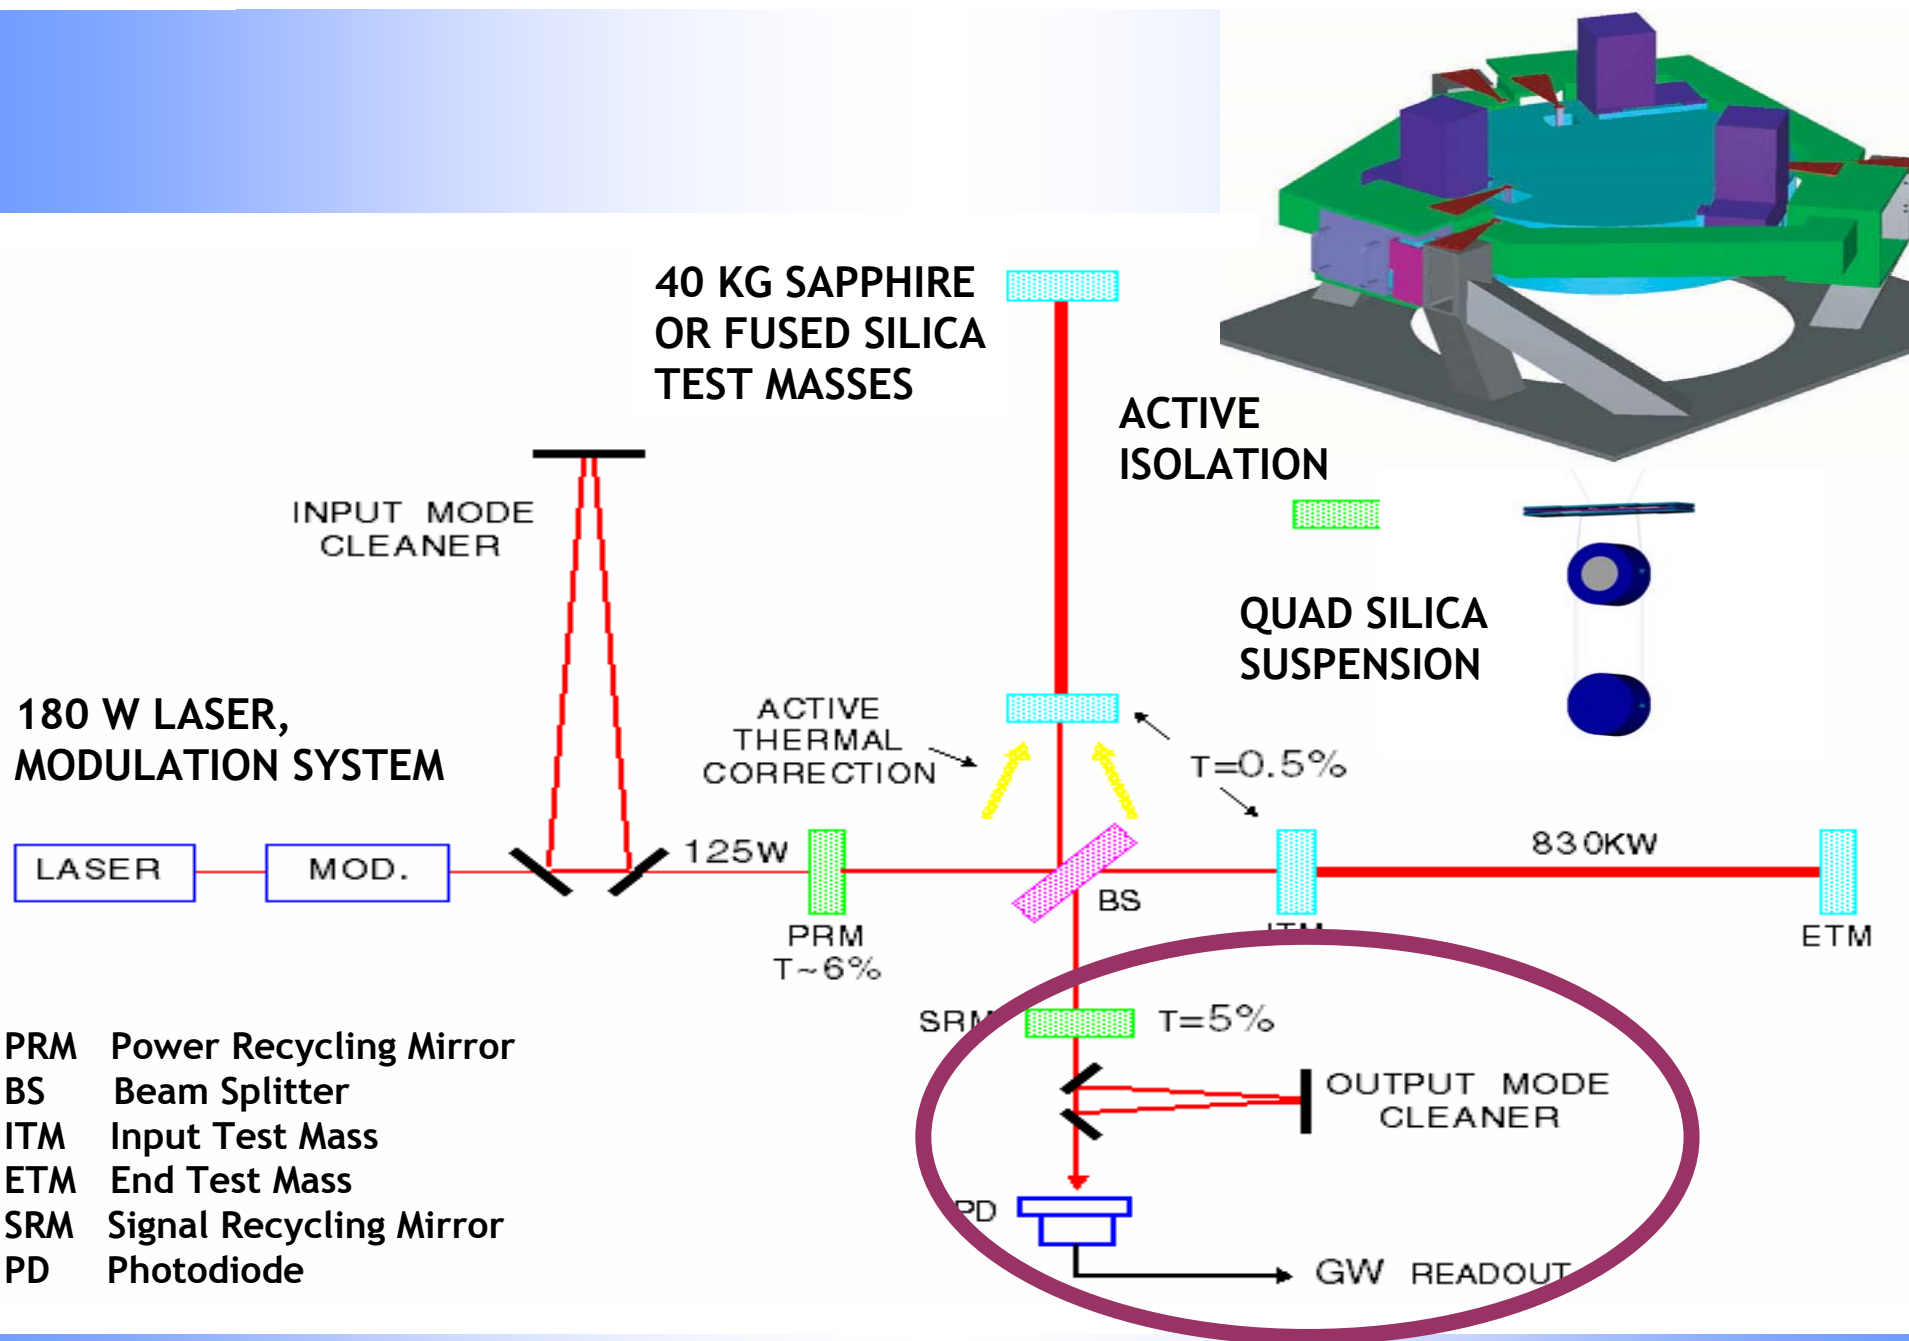 40 KG SAPPHIRE
OR FUSED SILICA
TEST MASSES
ACTIVE
ISOLATION
INPUT MODE
CLEANER
QUAD SILICA
SUSPENSION
180 W LASER,
MODULATION SYSTEM
ACTIVE
THERMAL
CORRECTION
T=0.5%
LASER
MOD.
125W
830KW
BS
PRM
T~6%
ITM
ETM
SRM
T=5%
OUTPUT MODE
CLEANER
PD
GW READOUT
PRM Power Recycling Mirror
BS Beam Splitter
ITM Input Test Mass
ETM End Test Mass
SRM Signal Recycling Mirror
PD Photodiode